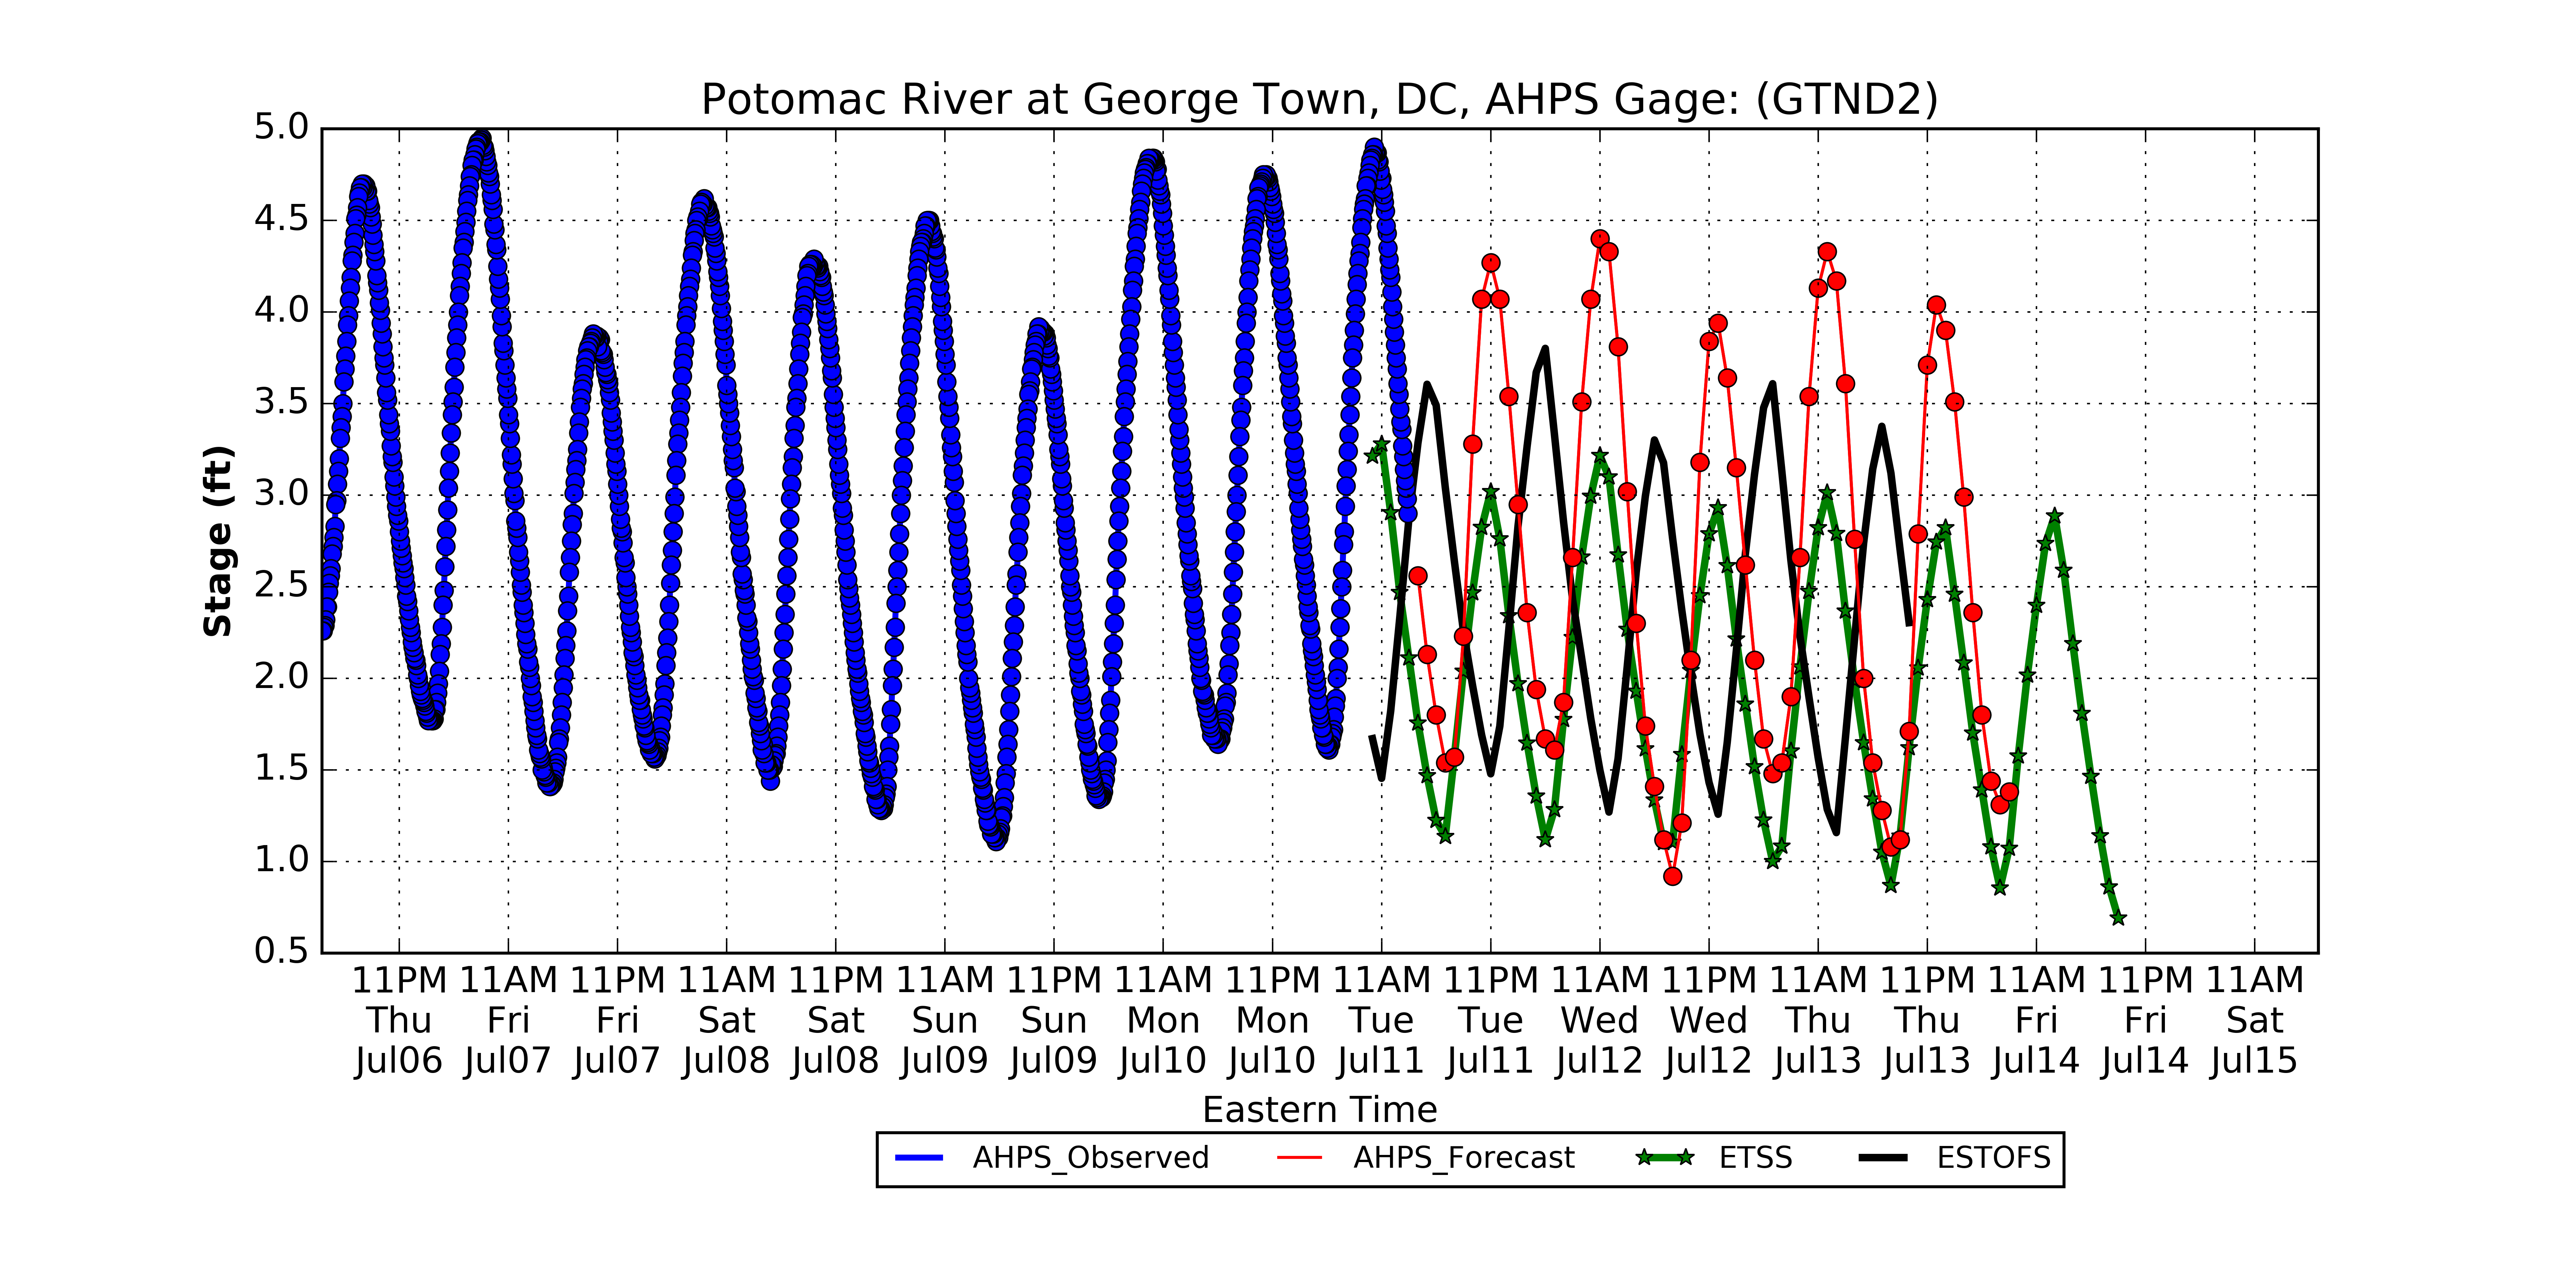 Potomac River at George Town, DC, AHPS Gage: (GTND2)
5.0
4.5
4.0
3.5
3.0
2.5
2.0
1.5
1.0
0.5
Stage (ft)
11PM 11AM 11PM 11AM 11PM 11AM 11PM 11AM 11PM 11AM 11PM 11AM 11PM 11AM 11PM 11AM 11PM 11AM
Thu Fri Fri Sat Sat Sun Sun Mon Mon Tue Tue Wed Wed Thu Thu Fri Fri Sat
Jul06 Jul07 Jul07 Jul08 Jul08 Jul09 Jul09 Jul10 Jul10 Jul11 Jul11 Jul12 Jul12 Jul13 Jul13 Jul14 Jul14 Jul15
Eastern Time
AHPS_Observed AHPS_Forecast ETSS ESTOFS